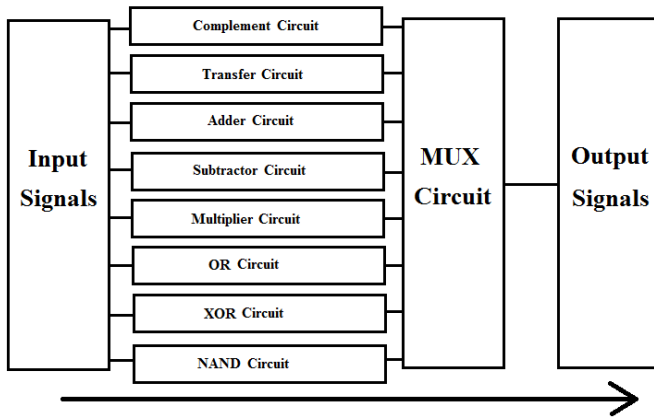 Input
Signals
Complement Circuit
Transfer Circuit
Adder Circuit
Subtractor Circuit
Multiplier Circuit
OR Circuit
XOR Circuit
NAND Circuit
MUX
Circuit
Output
Signals